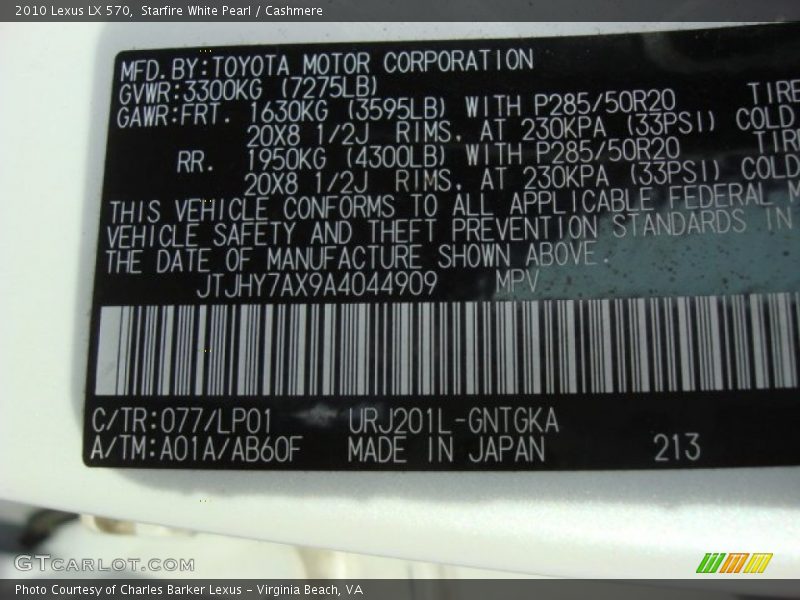 2010 Lexus LX 570, Starfire White Pearl / Cashmere
MFD.BY:TOYOTA MOTOR CORPORATION
GVWR:3300KG (7275LB)
GAWR:FRT. 1630KG (3595LB) WITH P285/50R20 TIRE
20X8 1/2J RIMS. AT 230KPA (33PSI) COLD
RR. 1950KG (4300LB) WITH P285/50R20 TIRE
20X8 1/2J RIMS. AT 230KPA (33PSI) COLD
THIS VEHICLE CONFORMS TO ALL APPLICABLE FEDERAL M
VEHICLE SAFETY AND THEFT PREVENTION STANDARDS IN
THE DATE OF MANUFACTURE SHOWN ABOVE.
JTJHY7AX9A4044909 MPV
C/TR:077/LP01 URJ201L-GNTGKA
A/TM:A01A/AB60F MADE IN JAPAN 213
GTCARLOT.COM
Photo Courtesy of Charles Barker Lexus - Virginia Beach, VA